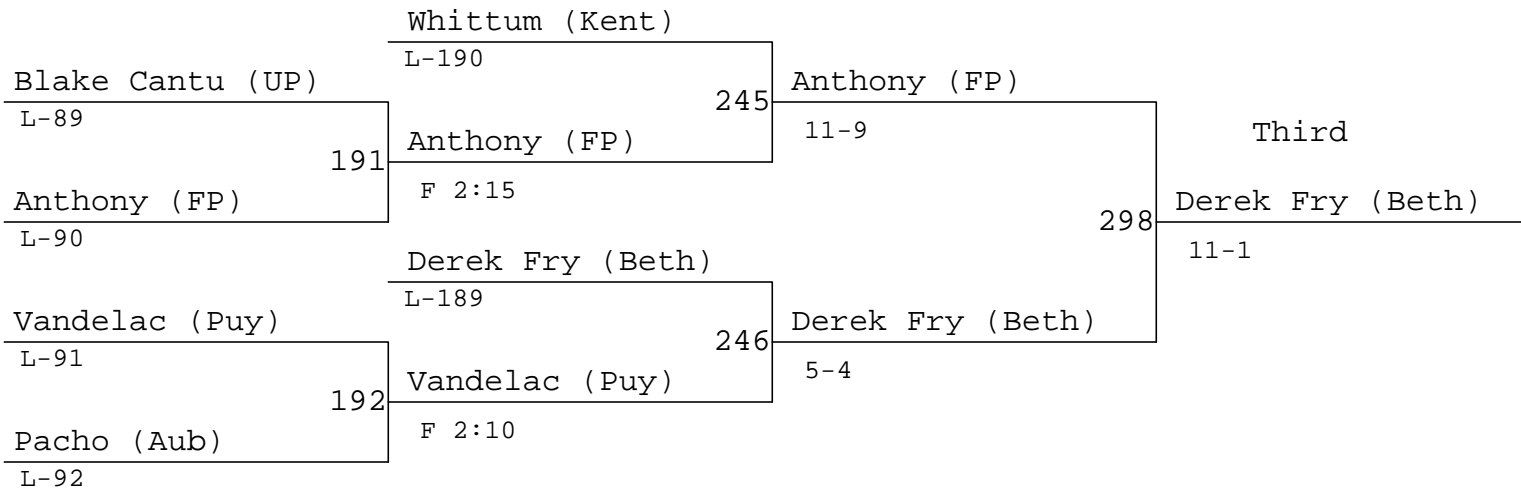 Whittum (Kent)
L-190
Blake Cantu (UP)
L-89
245
Anthony (FP)
11-9
Third
191
Anthony (FP)
F 2:15
Anthony (FP)
L-90
298
Derek Fry (Beth)
11-1
Derek Fry (Beth)
L-189
Vandelac (Puy)
L-91
246
Derek Fry (Beth)
5-4
192
Vandelac (Puy)
F 2:10
Pacho (Aub)
L-92